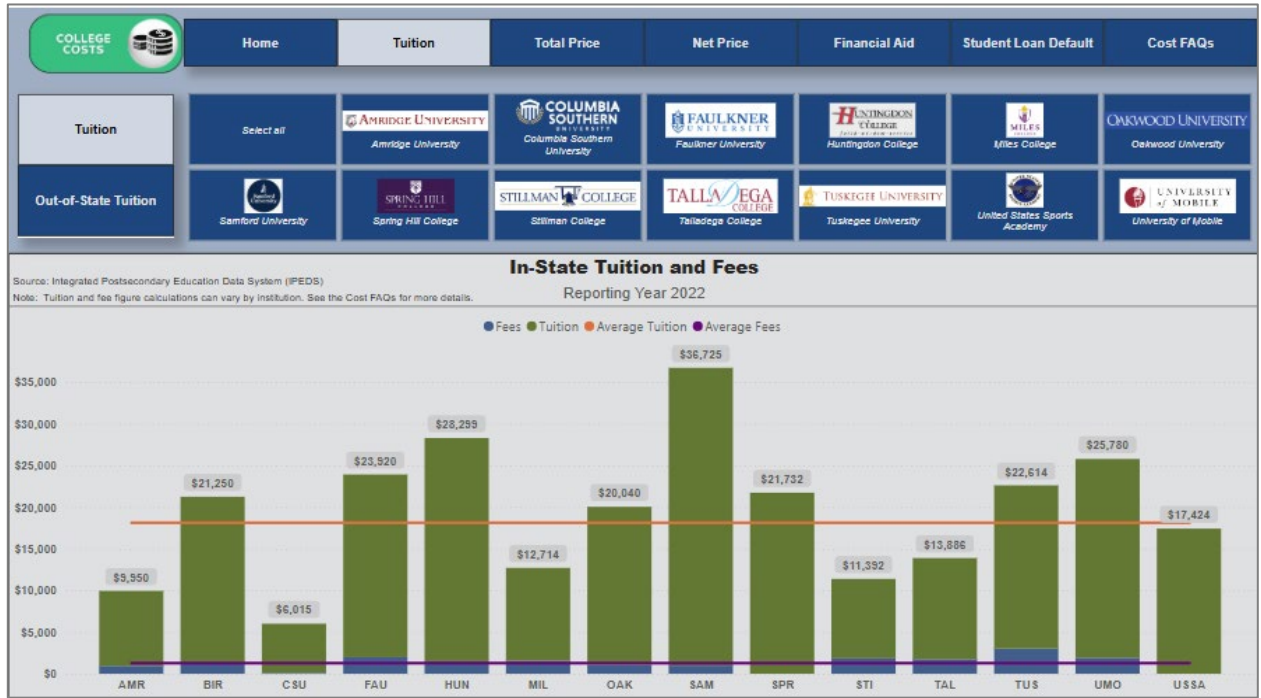 COLLEGE
COSTS
Home
Tuition
Total Price
Net Price
Financial Aid
Student Loan Default
Cost FAQs
Tuition
Select all
AMRIDGE UNIVERSITY
Amridge University
COLUMBIA
SOUTHERN
UNIVERSITY
Columbia Southern
University
FAULKNER
UNIVERSITY
Faulkner University
HUNTINGDON
COLLEGE
Huntingdon College
MILES
Miles College
OAKWOOD UNIVERSITY
Oakwood University
Out-of-State Tuition
Samford University
Samford University
SPRING HILL
COLLEGE
Spring Hill College
STILLMAN COLLEGE
Stillman College
TALLADEGA
COLLEGE
Talladega College
TUSKEGEE UNIVERSITY
Tuskegee University
United States Sports
Academy
UNIVERSITY
of MOBILE
University of Mobile
In-State Tuition and Fees
Source: Integrated Postsecondary Education Data System (IPEDS)
Reporting Year 2022
Note: Tuition and fee figure calculations can vary by institution. See the Cost FAQs for more details.
Fees Tuition Average Tuition Average Fees
$36,725
$35,000
$30,000
$28,299
$25,780
$25,000
$23,920
$22,614
$21,732
$21,250
$20,040
$20,000
$17,424
$15,000
$13,886
$12,714
$11,392
$10,000
$9,950
$6,015
$5,000
$0
AMR BIR CSU FAU HUN MIL OAK SAM SPR STI TAL TUS UMO USSA